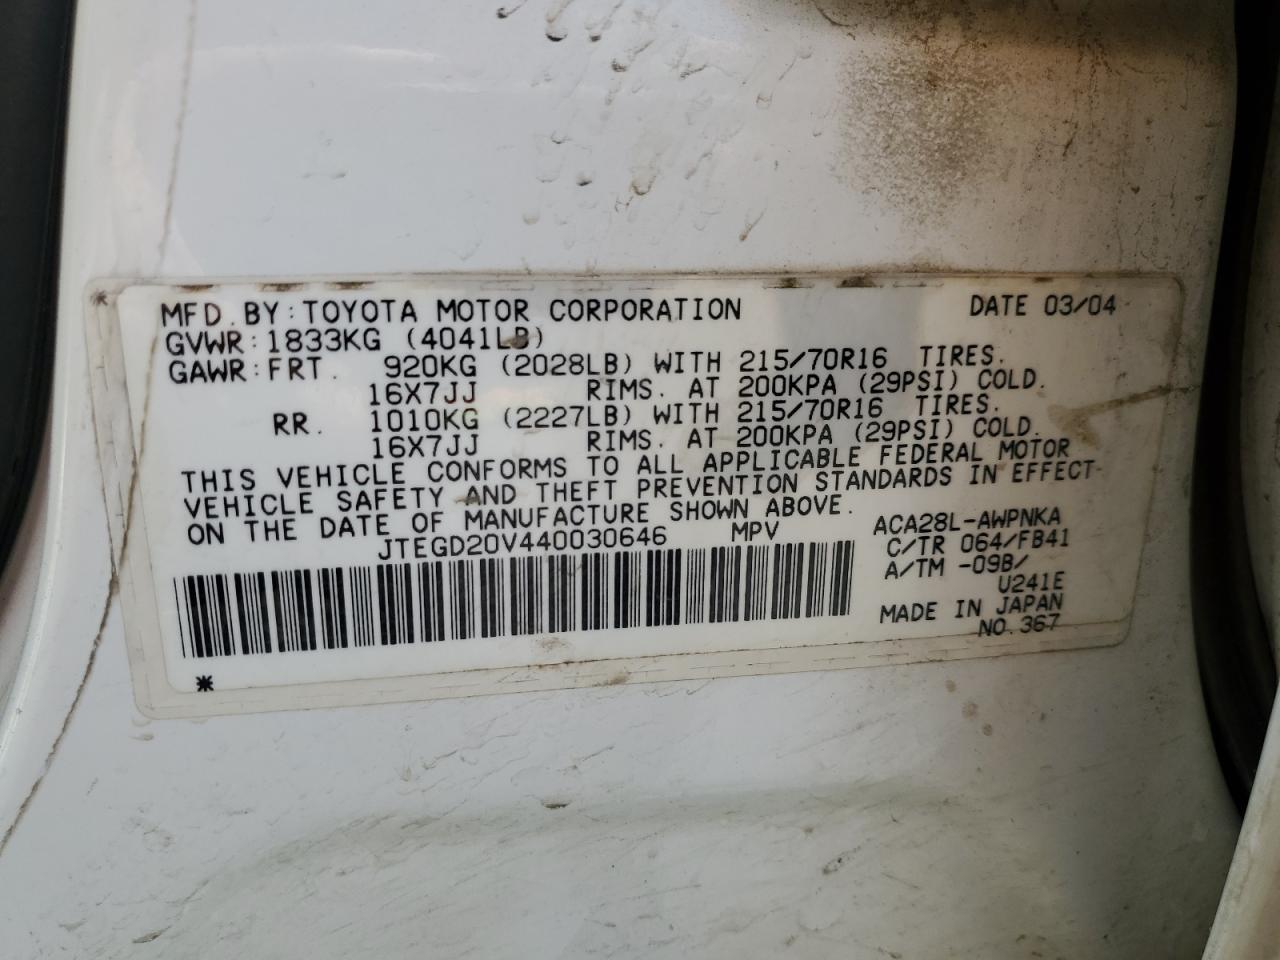 MFD. BY: TOYOTA MOTOR CORPORATION DATE 03/04
GVWR: 1833KG (4041LB)
GAWR: FRT. 920KG (2028LB) WITH 215/70R16 TIRES.
16X7JJ RIMS. AT 200KPA (29PSI) COLD.
RR. 1010KG (2227LB) WITH 215/70R16 TIRES.
16X7JJ RIMS. AT 200KPA (29PSI) COLD.
THIS VEHICLE CONFORMS TO ALL APPLICABLE FEDERAL MOTOR
VEHICLE SAFETY AND THEFT PREVENTION STANDARDS IN EFFECT
ON THE DATE OF MANUFACTURE SHOWN ABOVE.
JTEGD20V440030646 MPV
ACA28L-AWPNKA
C/TR 064/FB41
A/TM -09B/
U241E
MADE IN JAPAN
NO. 367
*